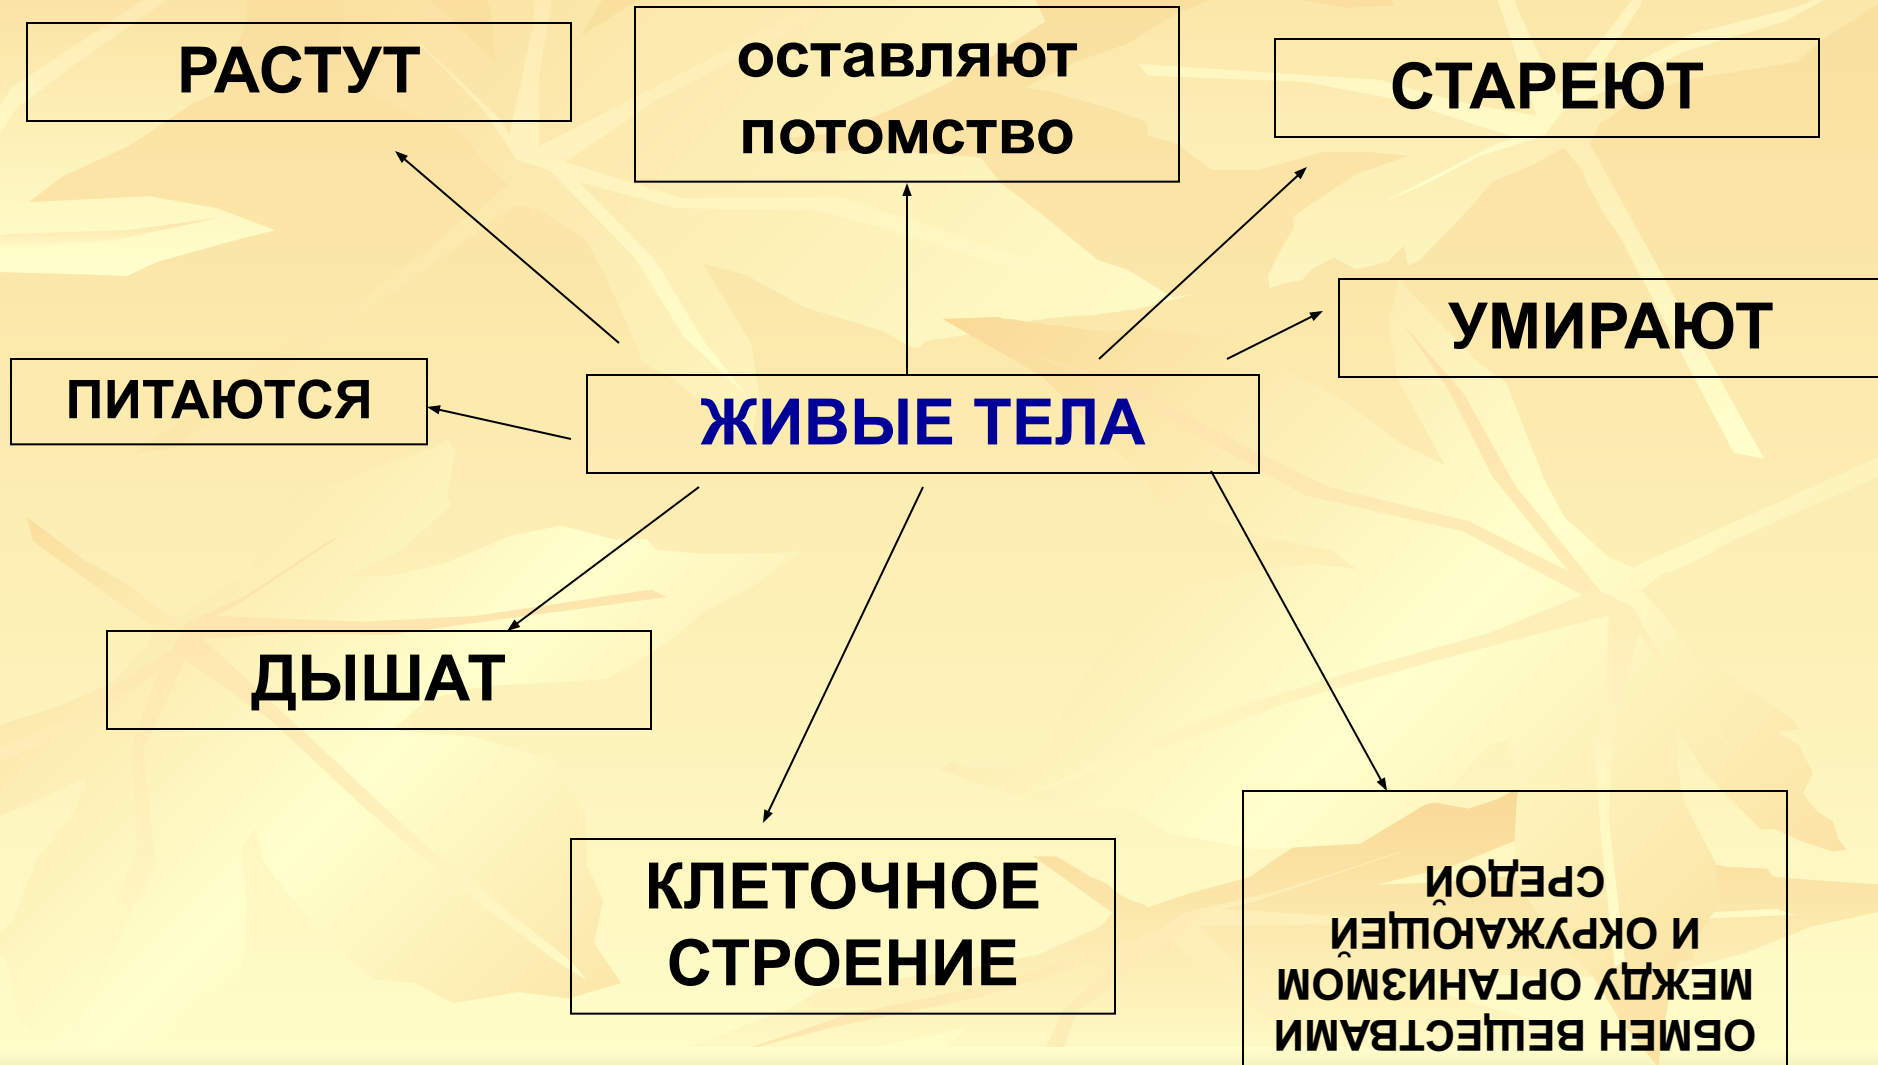 РАСТУТ
оставляют
потомство
СТАРЕЮТ
УМИРАЮТ
ПИТАЮТСЯ
ЖИВЫЕ ТЕЛА
ДЫШАТ
КЛЕТОЧНОЕ
СТРОЕНИЕ
ОБМЕН ВЕЩЕСТВАМИ
МЕЖДУ ОРГАНИЗМОМ
И ОКРУЖАЮЩЕЙ
СРЕДОЙ